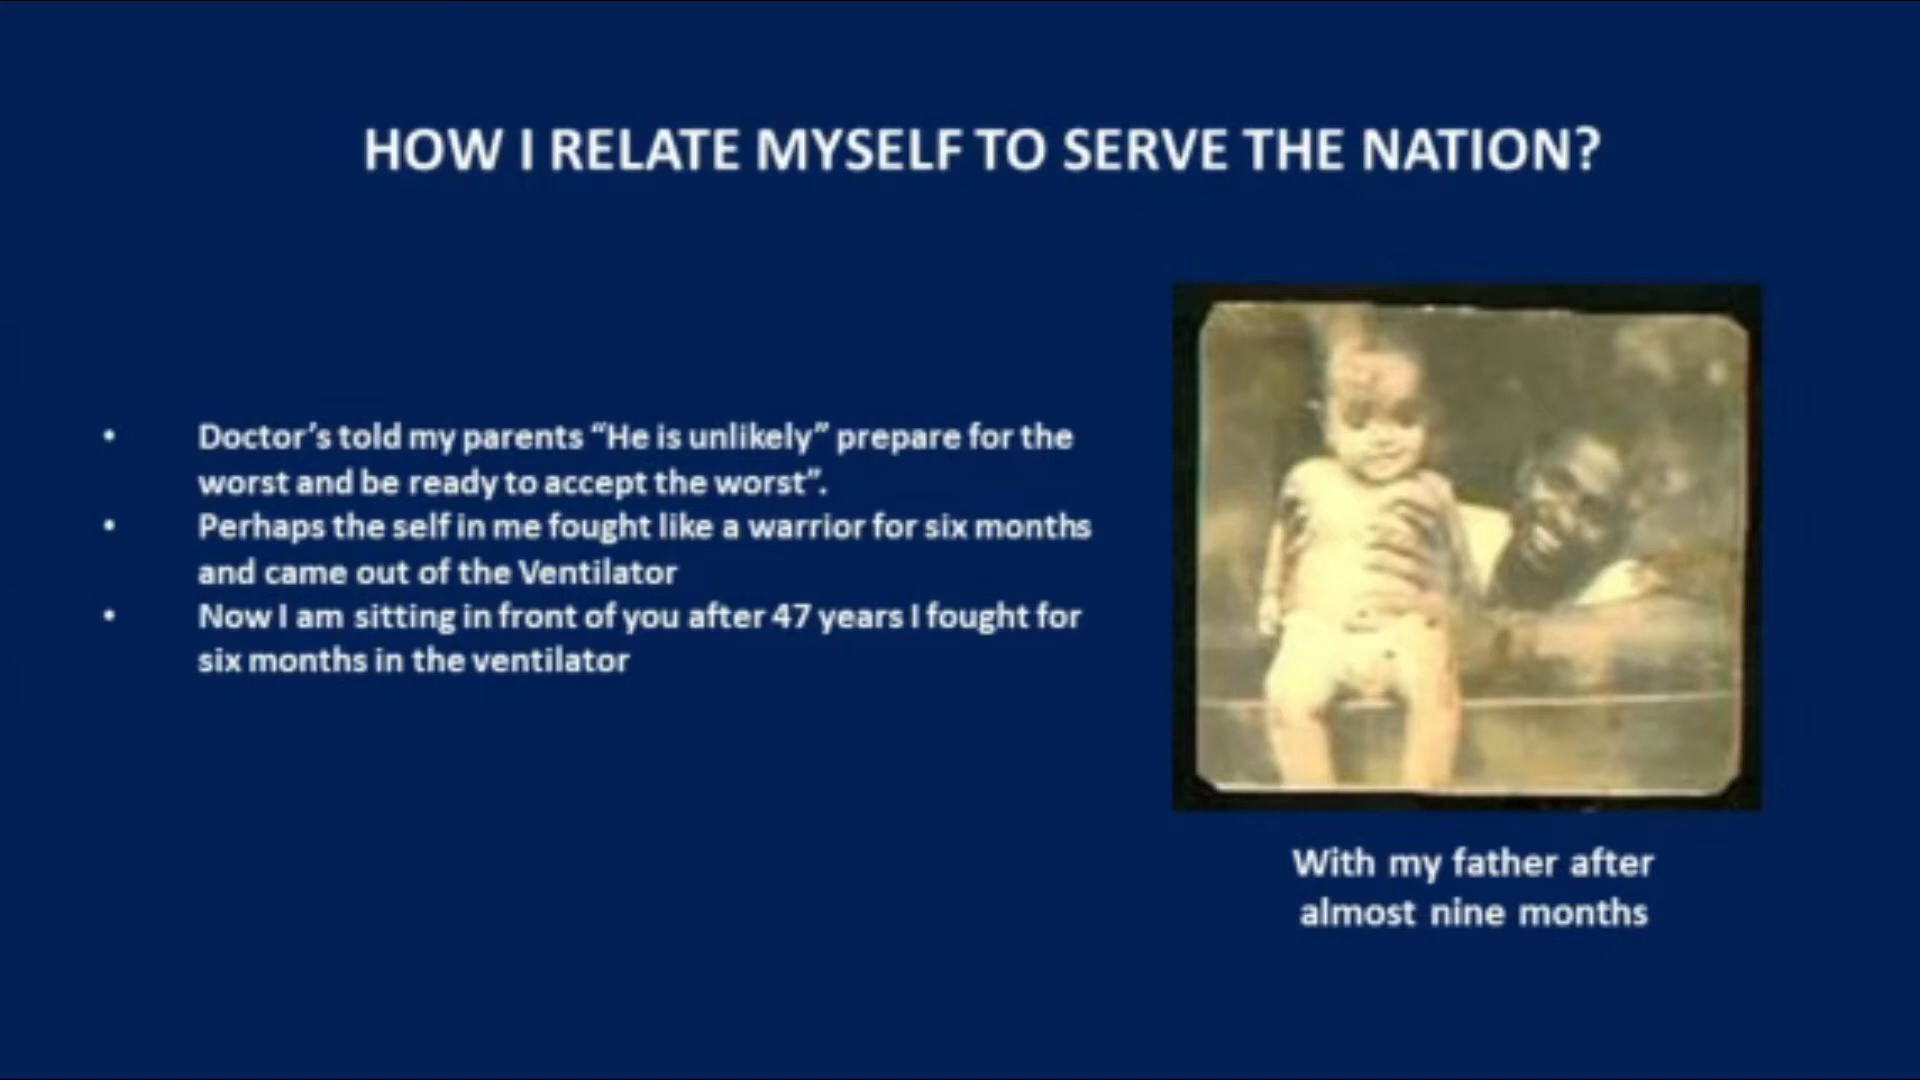 HOW I RELATE MYSELF TO SERVE THE NATION?
• Doctor’s told my parents “He is unlikely” prepare for the
worst and be ready to accept the worst”.
• Perhaps the self in me fought like a warrior for six months
and came out of the Ventilator
• Now I am sitting in front of you after 47 years I fought for
six months in the ventilator
With my father after
almost nine months